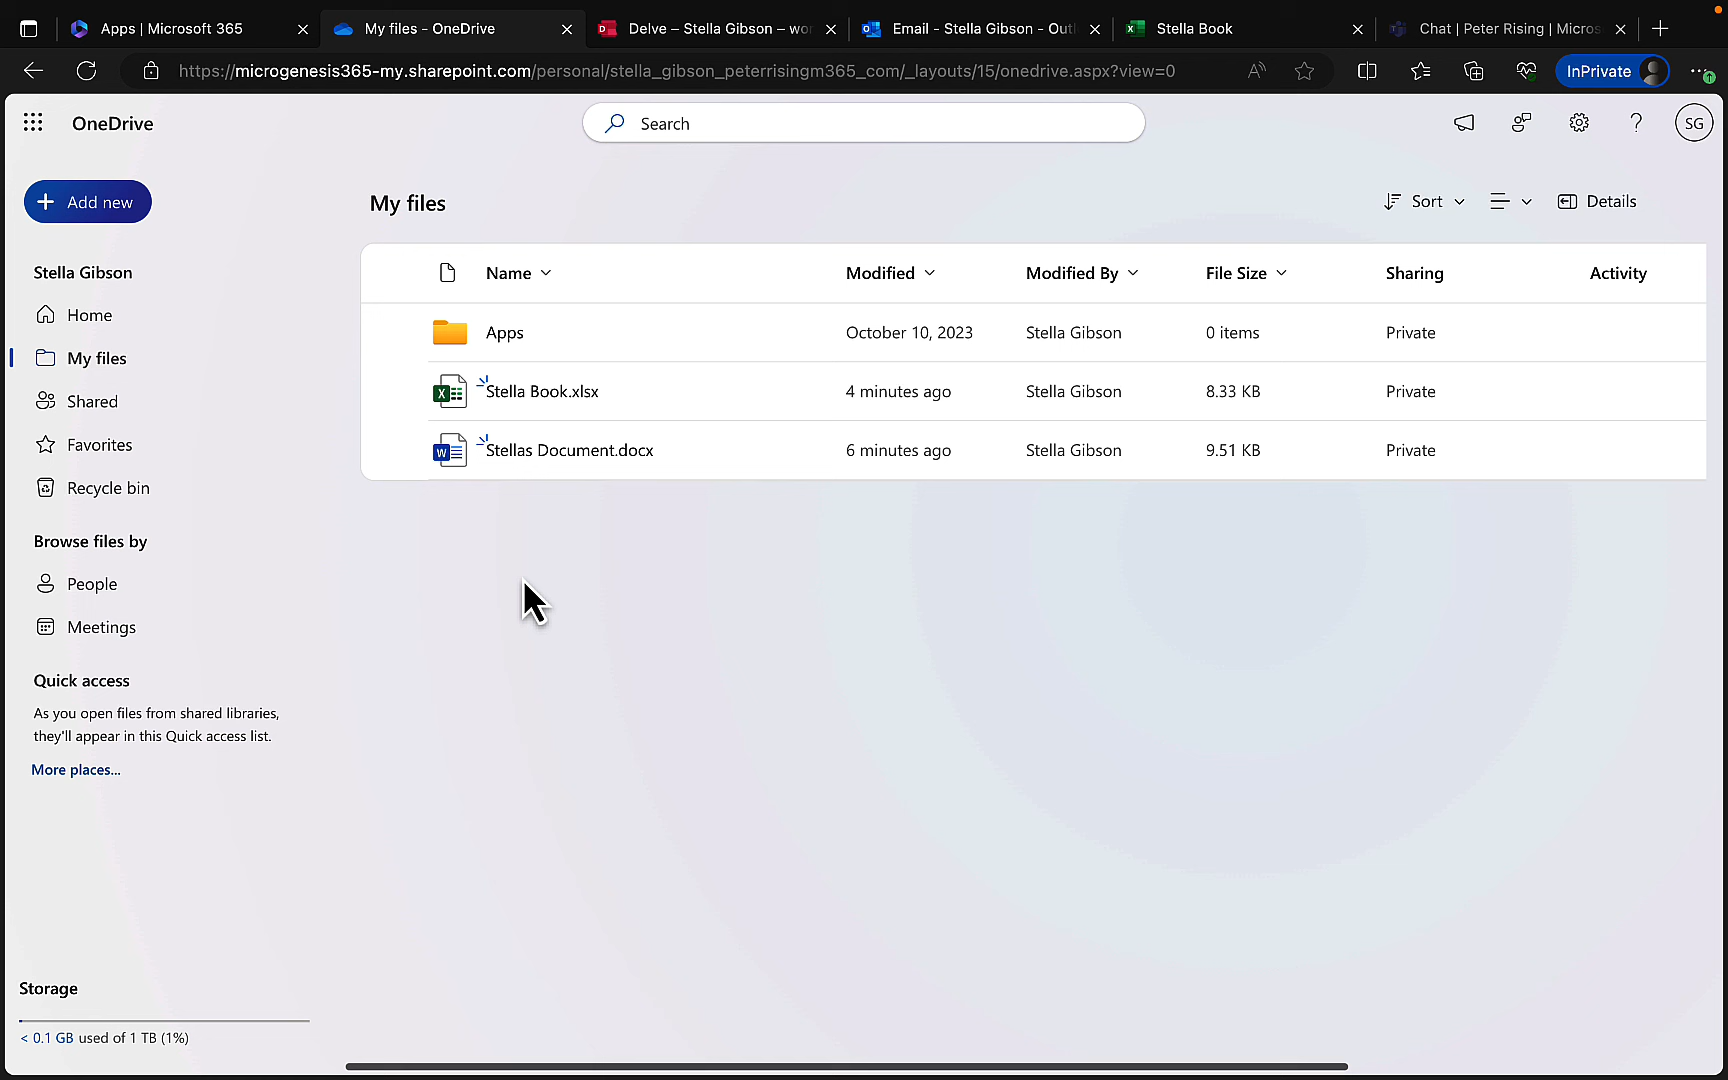 Apps | Microsoft 365
My files - OneDrive
Delve – Stella Gibson – wor
Email - Stella Gibson - Outl
Stella Book
Chat | Peter Rising | Micros
https://microgenesis365-my.sharepoint.com/personal/stella_gibson_peterrisingm365_com/_layouts/15/onedrive.aspx?view=0
InPrivate
OneDrive
Search
SG
Add new
My files
Sort
Details
Stella Gibson
Home
My files
Shared
Favorites
Recycle bin
Browse files by
People
Meetings
Quick access
As you open files from shared libraries,
they'll appear in this Quick access list.
More places...
Name Modified Modified By File Size Sharing Activity
Apps October 10, 2023 Stella Gibson 0 items Private
Stella Book.xlsx 4 minutes ago Stella Gibson 8.33 KB Private
Stellas Document.docx 6 minutes ago Stella Gibson 9.51 KB Private
Storage
< 0.1 GB used of 1 TB (1%)